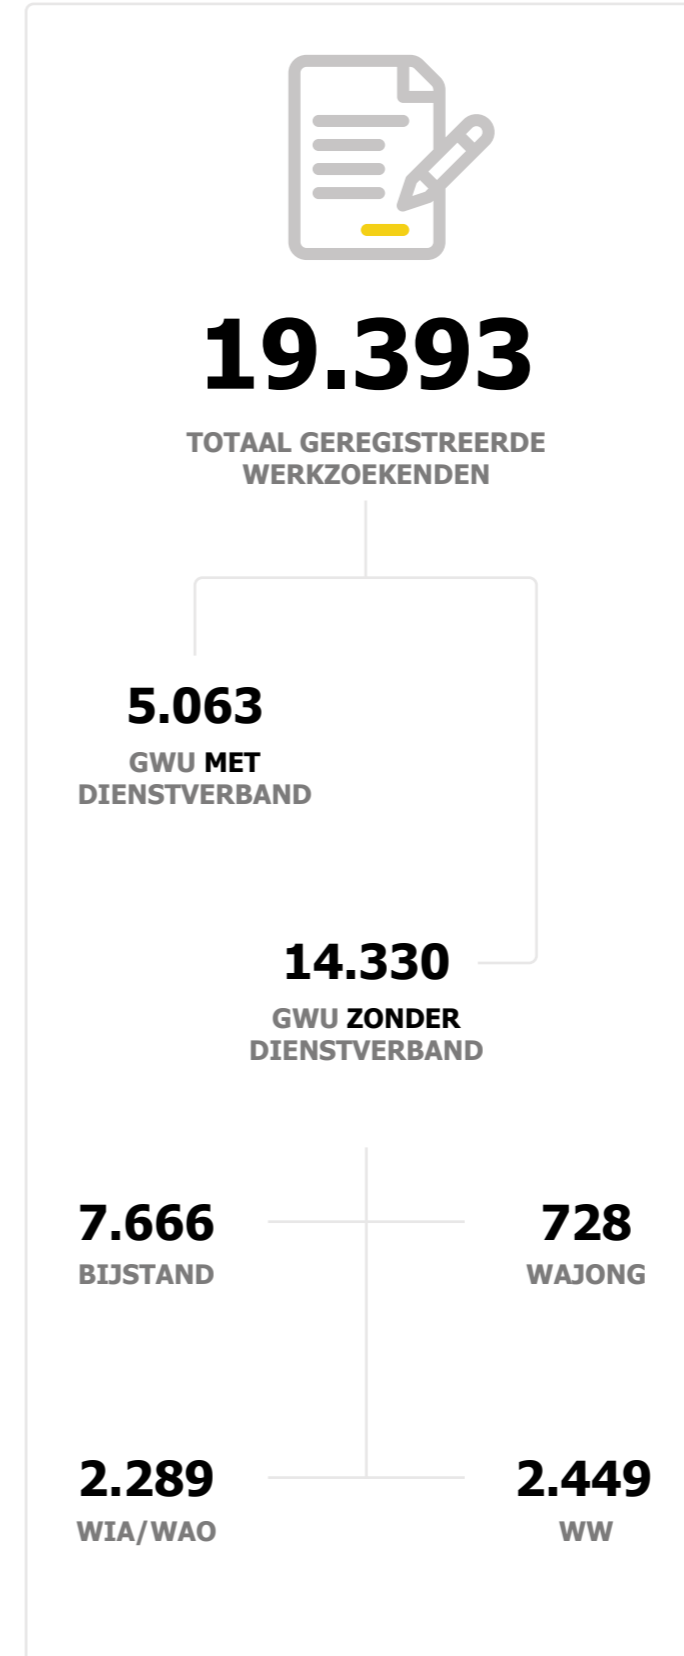 19.393
TOTAAL GEREGISTREERDE
WERKZOEKENDEN
5.063
GWU MET
DIENSTVERBAND
14.330
GWU ZONDER
DIENSTVERBAND
7.666
BIJSTAND
728
WAJONG
2.289
WIA/WAO
2.449
WW